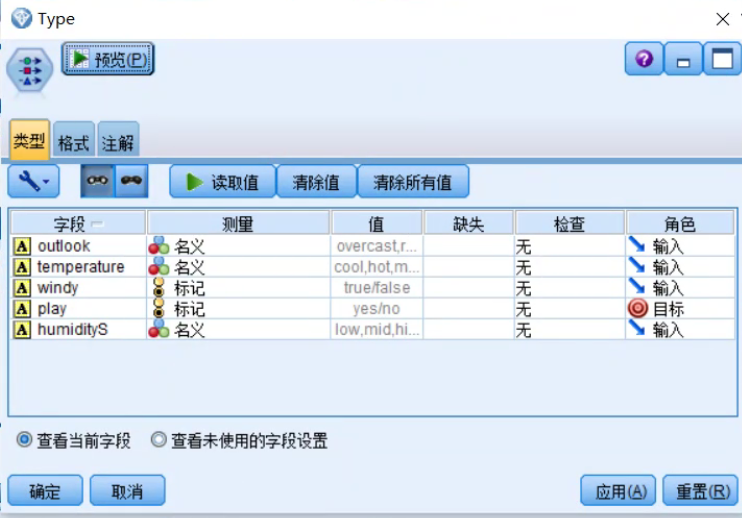 Type
预览(P)
类型 格式 注解
读取值 清除值 清除所有值
字段 测量 值 缺失 检查 角色
A outlook 名义 overcast,r... 无 输入
A temperature 名义 cool,hot,m... 无 输入
A windy 标记 true/false 无 输入
A play 标记 yes/no 无 目标
A humidityS 名义 low,mid,hi... 无 输入
查看当前字段 查看未使用的字段设置
确定 取消 应用(A) 重置(R)